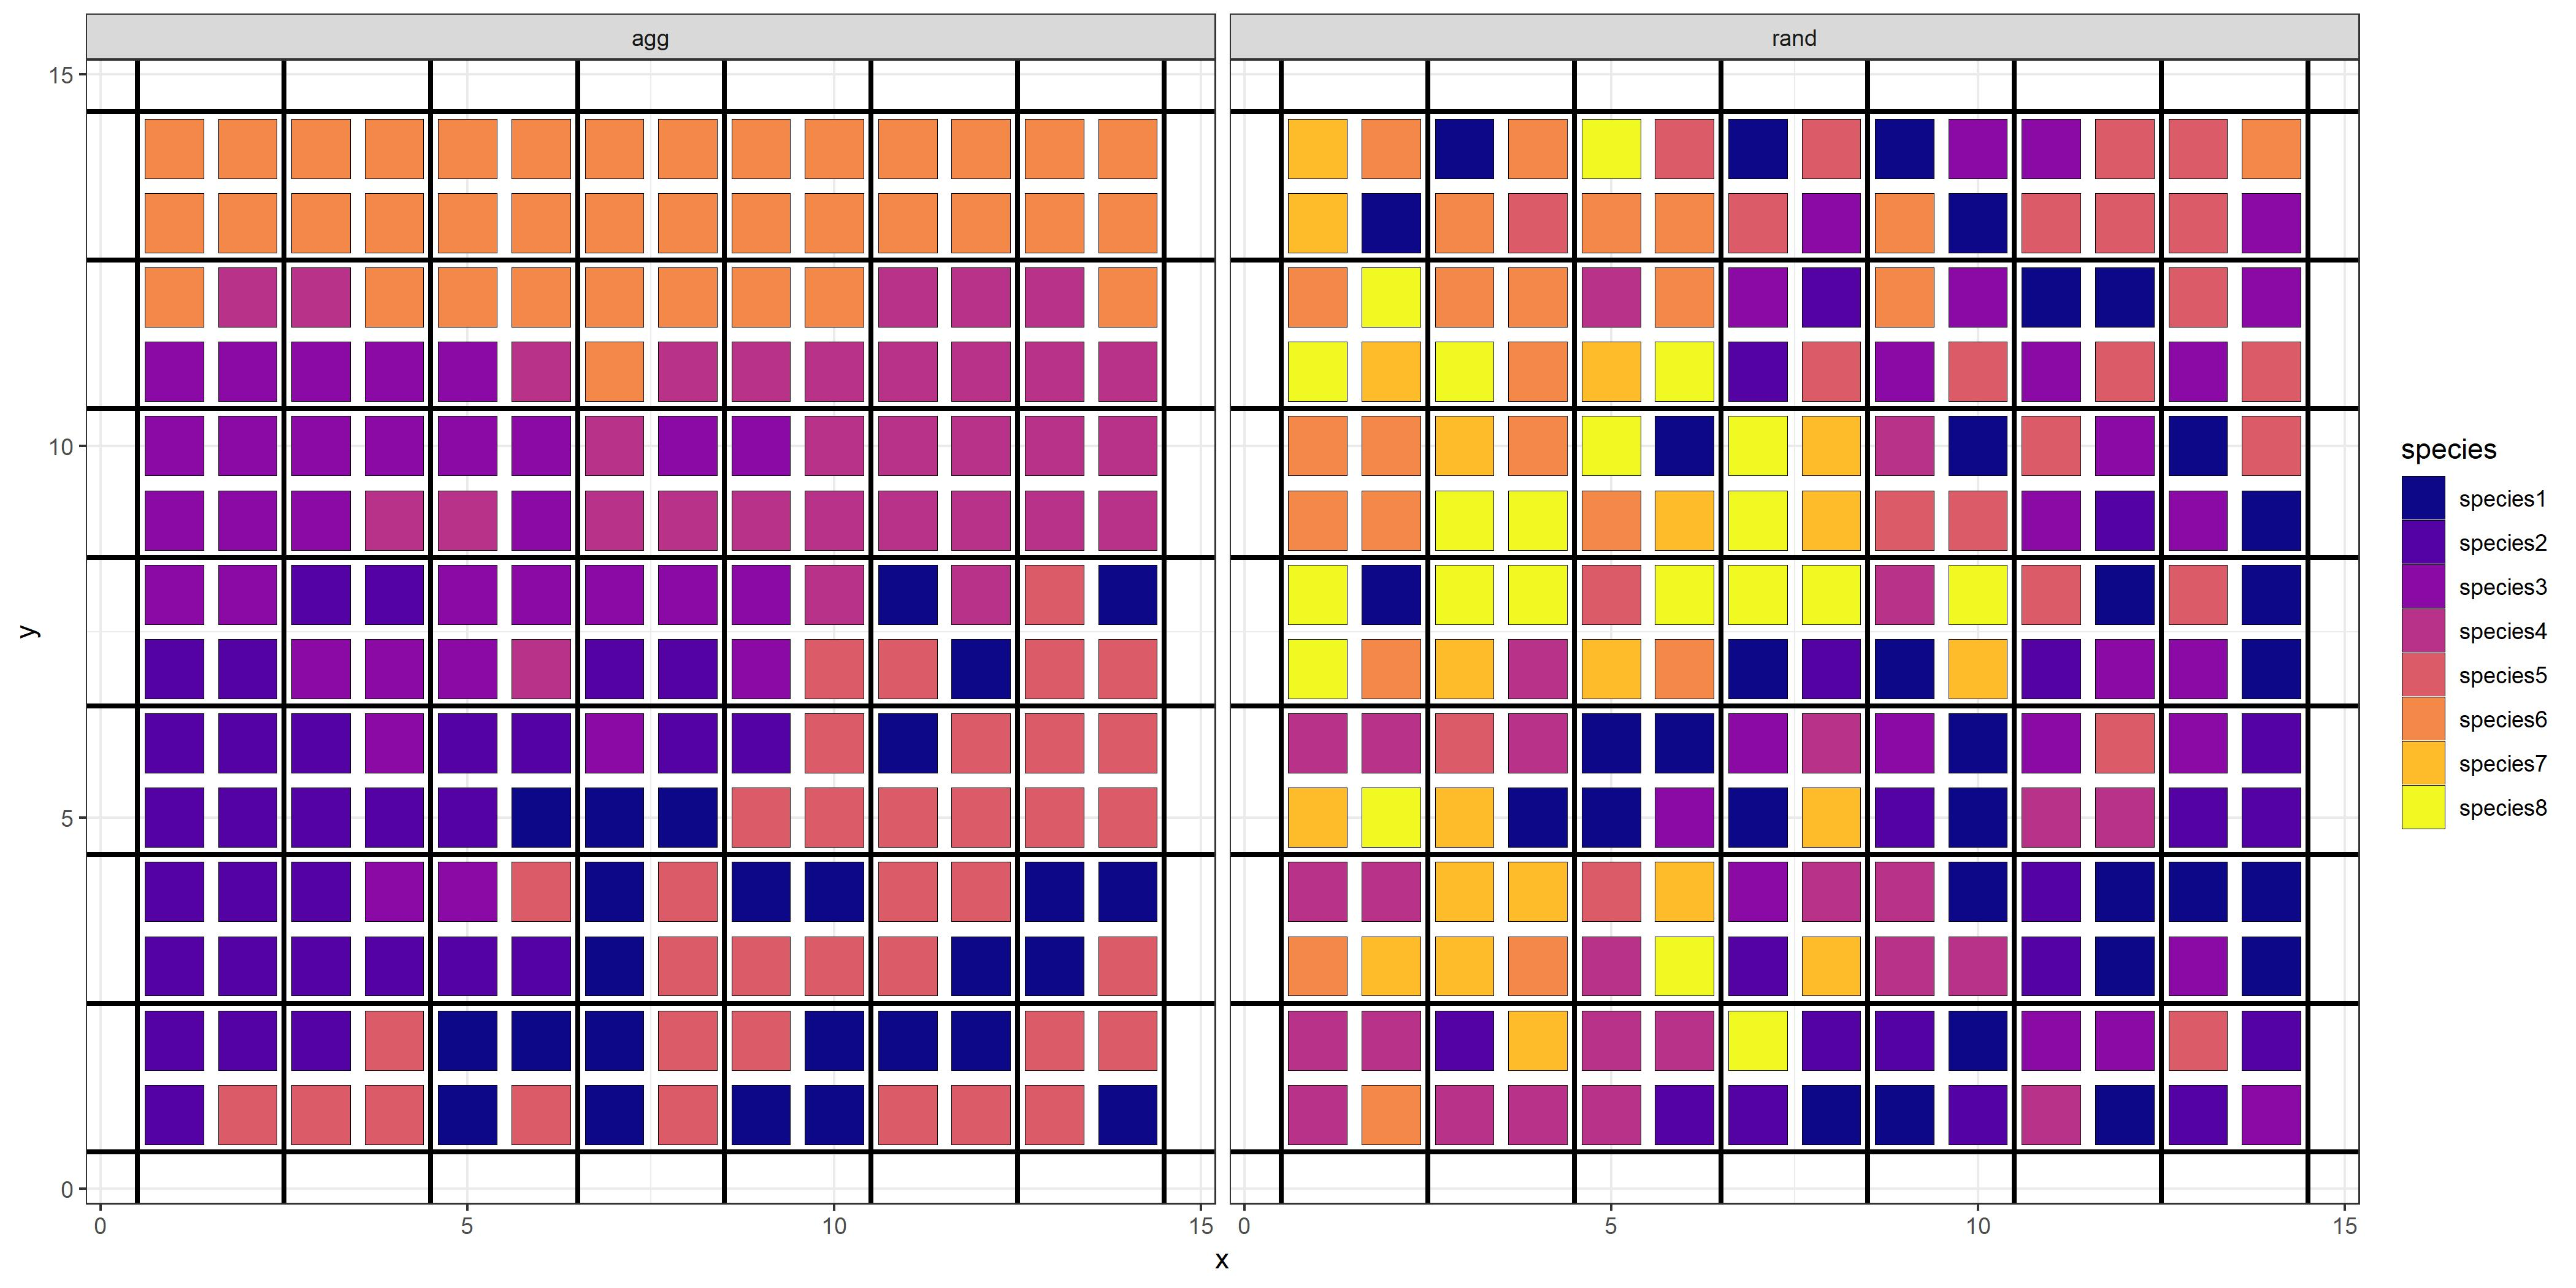 agg
rand
15
10
5
0
y
0
5
10
15
0
5
10
15
x
species
species1
species2
species3
species4
species5
species6
species7
species8